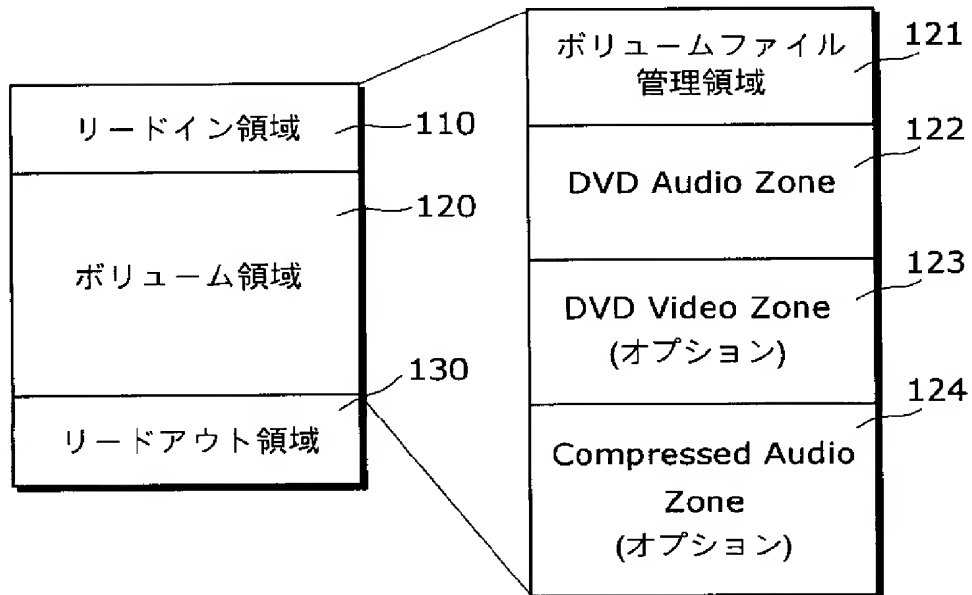 リードイン領域
110
120
ボリューム領域
130
リードアウト領域
ボリュームファイル
管理領域
121
122
DVD Audio Zone
123
DVD Video Zone
(オプション)
124
Compressed Audio
Zone
(オプション)